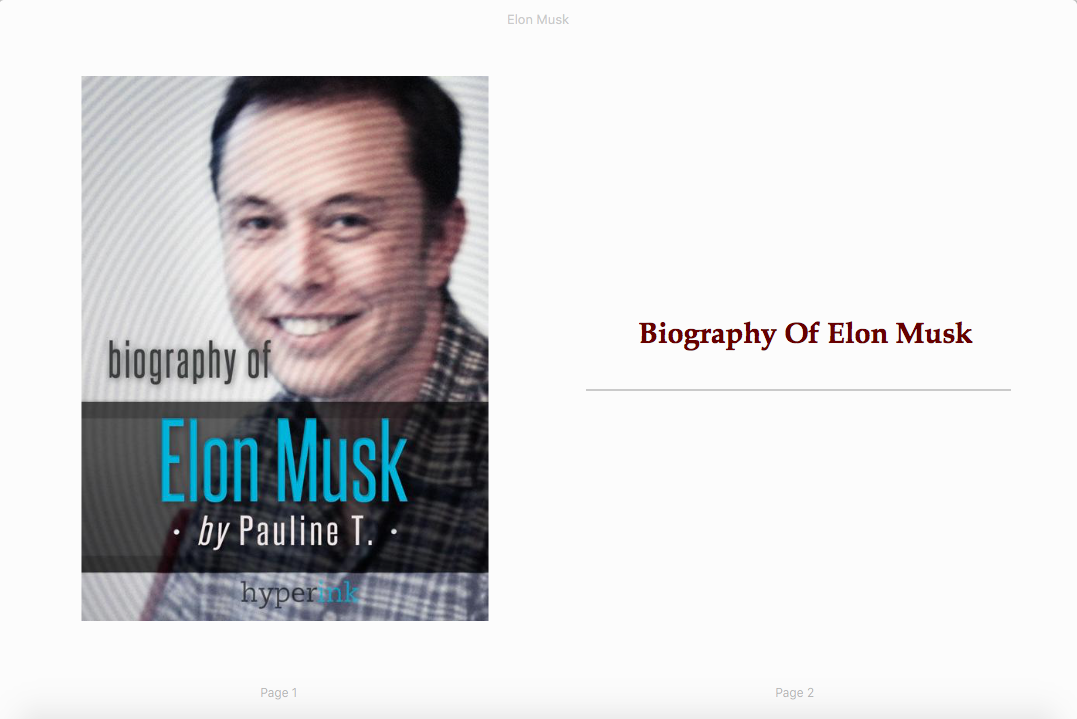 Elon Musk
biography of
Elon Musk
· by Pauline T. ·
hyperink
Biography Of Elon Musk
Page 1
Page 2